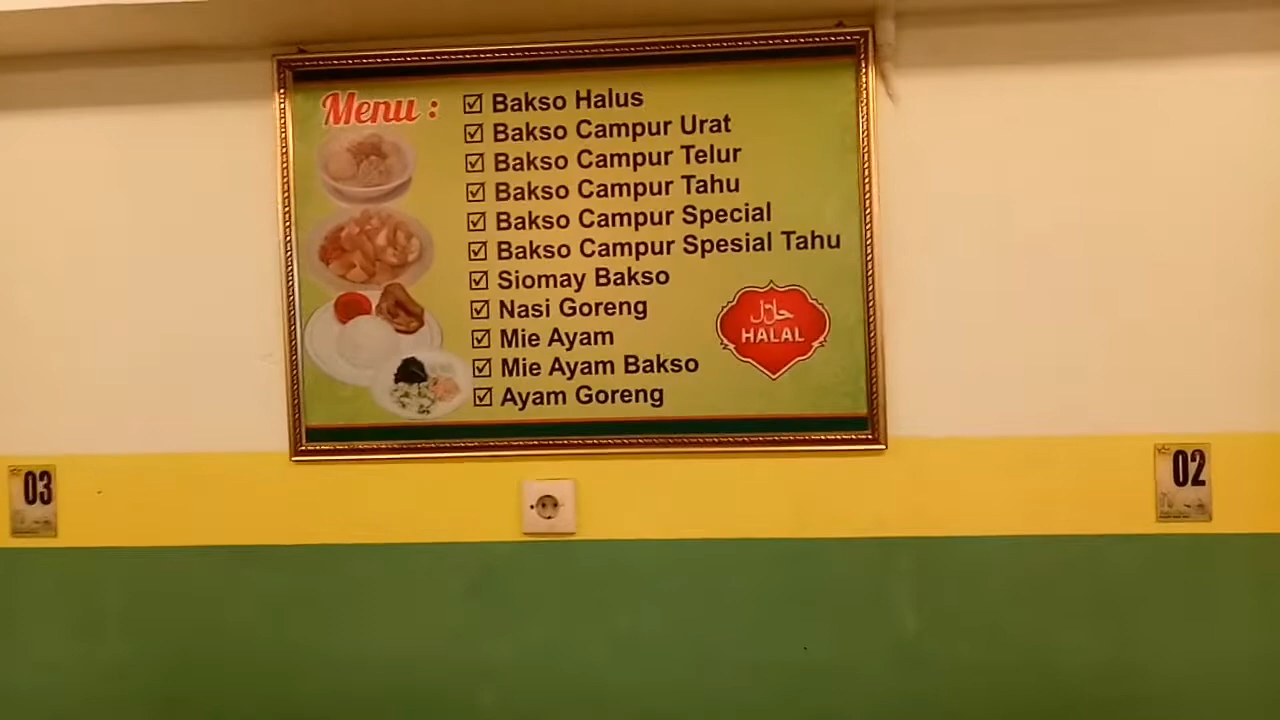 Menu :
Bakso Halus
Bakso Campur Urat
Bakso Campur Telur
Bakso Campur Tahu
Bakso Campur Special
Bakso Campur Spesial Tahu
Siomay Bakso
Nasi Goreng
Mie Ayam
Mie Ayam Bakso
Ayam Goreng
حلال
HALAL
03
02